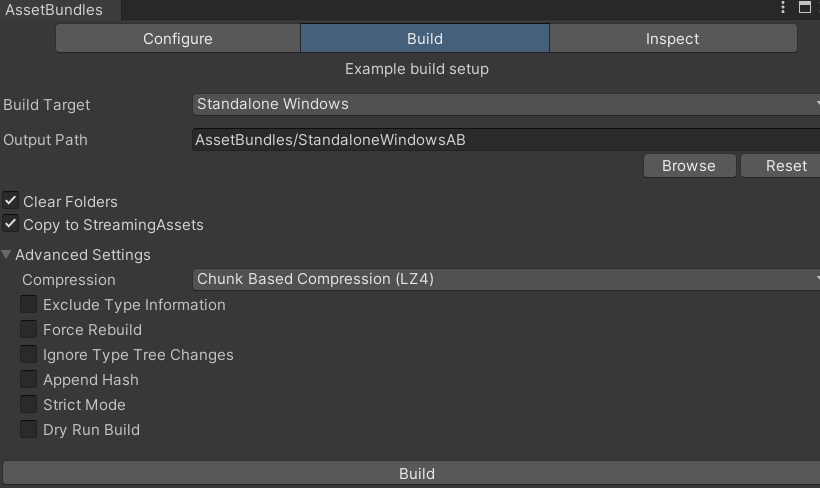 AssetBundles
Configure Build Inspect
Example build setup
Build Target Standalone Windows
Output Path AssetBundles/StandaloneWindowsAB
Browse Reset
Clear Folders
Copy to StreamingAssets
Advanced Settings
Compression Chunk Based Compression (LZ4)
Exclude Type Information
Force Rebuild
Ignore Type Tree Changes
Append Hash
Strict Mode
Dry Run Build
Build